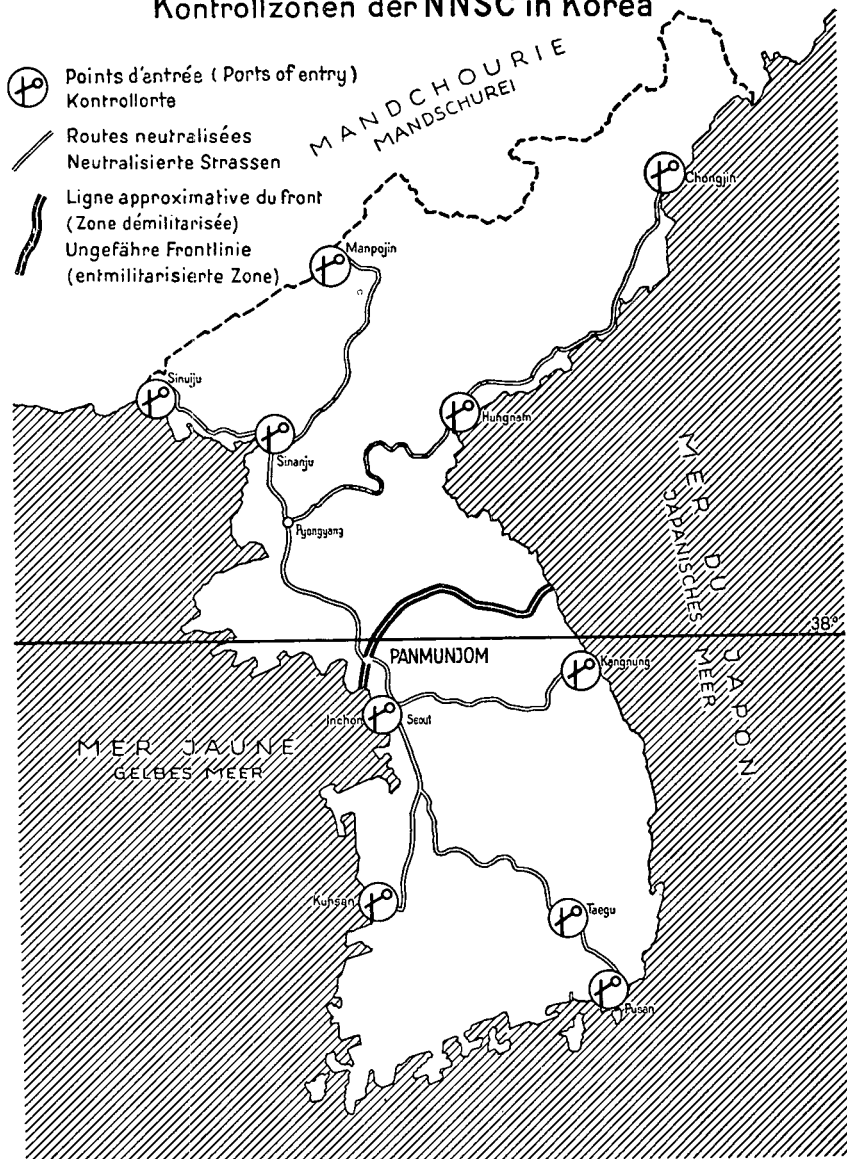 Kontrollzonen der NNSC in Korea
Points d'entrée ( Ports of entry)
Kontrollorte
Routes neutralisées
Neutralisierte Strassen
Ligne approximative du front
(Zone démilitarisée)
Ungefähre Frontlinie
(entmilitarisierte Zone)
MANDCHOURIE
MANDSCHUREI
Chongjin
Manpojin
Sinuiju
Hungnam
Sinanju
Pyongyang
MER DU JAPON
JAPANISCHES MEER
38°
PANMUNJOM
Kangnung
Inchon
Seoul
MER JAUNE
GELBES MEER
Kunsan
Taegu
Pusan